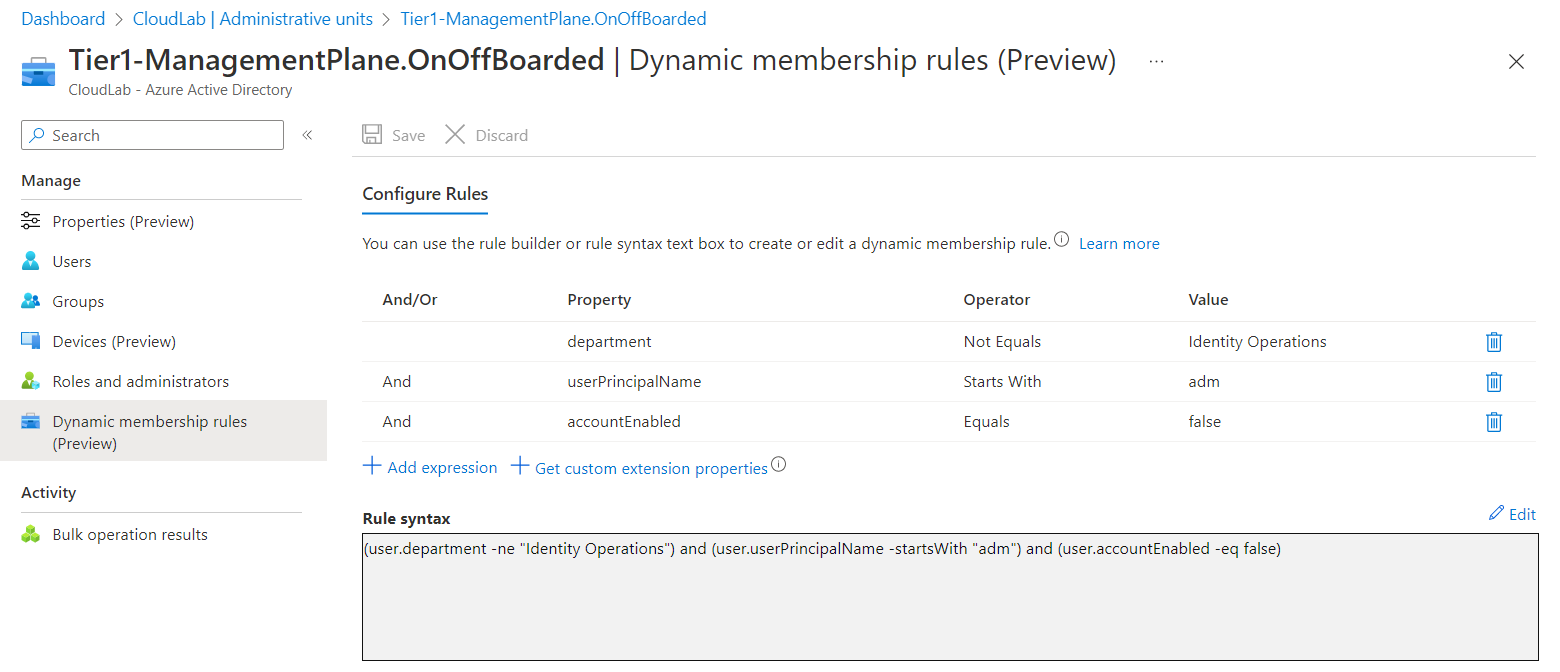 Dashboard > CloudLab | Administrative units > Tier1-ManagementPlane.OnOffBoarded
Tier1-ManagementPlane.OnOffBoarded | Dynamic membership rules (Preview) ...
CloudLab - Azure Active Directory
Search «
Save Discard
Manage
Properties (Preview)
Users
Groups
Devices (Preview)
Roles and administrators
Dynamic membership rules
(Preview)
Activity
Bulk operation results
Configure Rules
You can use the rule builder or rule syntax text box to create or edit a dynamic membership rule. Learn more
And/Or Property Operator Value
department Not Equals Identity Operations
And userPrincipalName Starts With adm
And accountEnabled Equals false
+ Add expression + Get custom extension properties
Rule syntax Edit
(user.department -ne "Identity Operations") and (user.userPrincipalName -startsWith "adm") and (user.accountEnabled -eq false)